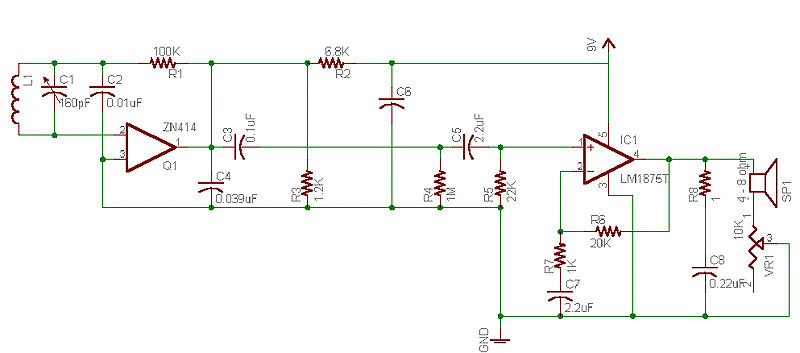 9V
100K
R1
6.8K
R2
L1
C1
160pF
C2
0.01uF
C6
ZN414
2
3
1
Q1
C3
0.1uF
C5
2.2uF
IC1
1
+
5
2
-
3
4
LM1875T
C4
0.039uF
R3
1.2K
R4
1M
R5
22K
R6
20K
R7
1K
C7
2.2uF
R8
1
C8
0.22uF
4 - 8 ohm
SP1
10K
1
3
2
VR1
GND